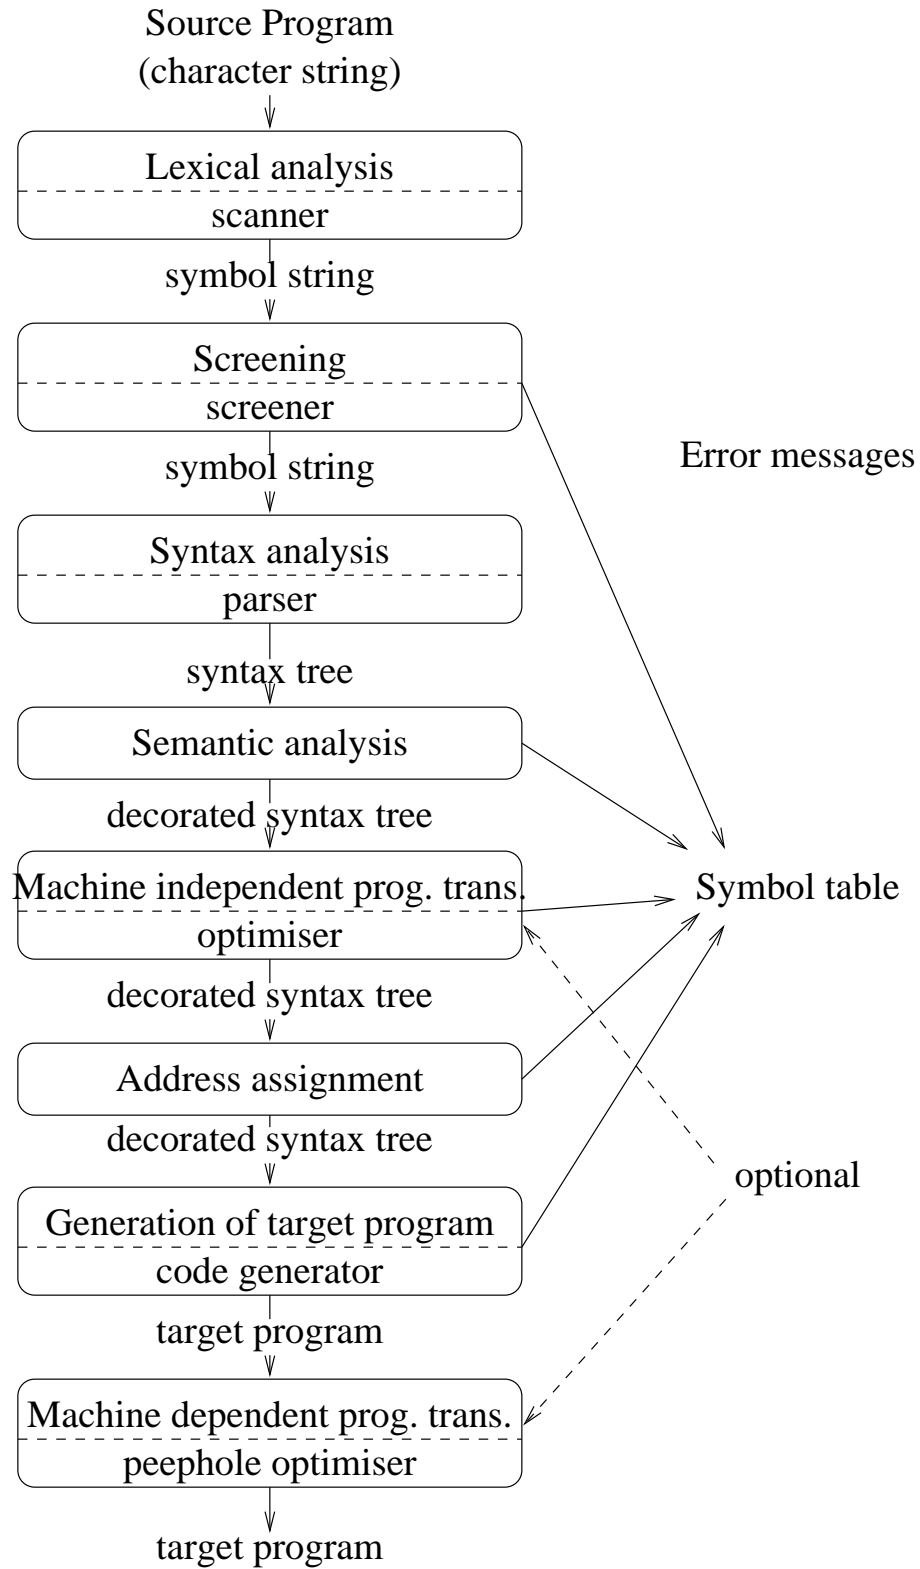 Source Program
(character string)
Lexical analysis
scanner
symbol string
Screening
screener
symbol string
Error messages
Syntax analysis
parser
syntax tree
Semantic analysis
decorated syntax tree
Machine independent prog. trans.
Symbol table
optimiser
decorated syntax tree
Address assignment
decorated syntax tree
optional
Generation of target program
code generator
target program
Machine dependent prog. trans.
peephole optimiser
target program